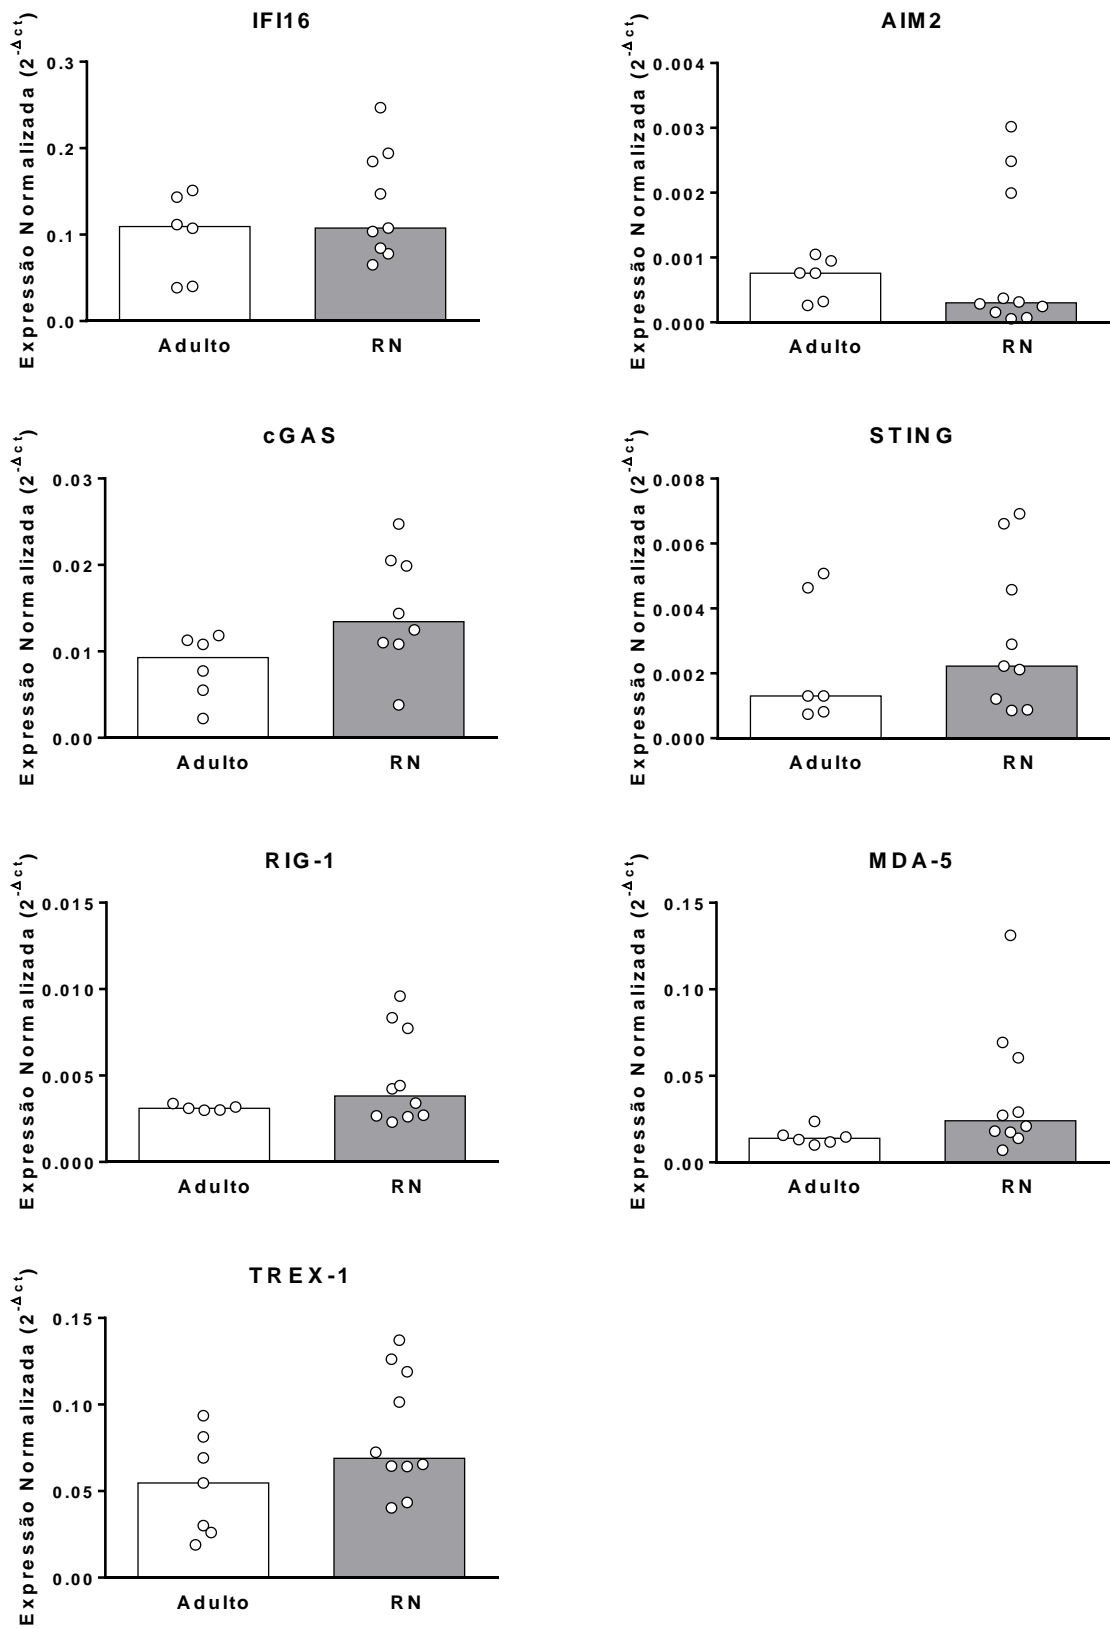 IFI16
Expressão Normalizada (2^-Δct)
0.3
0.2
0.1
0.0
Adulto RN
AIM2
Expressão Normalizada (2^-Δct)
0.004
0.003
0.002
0.001
0.000
Adulto RN
cGAS
Expressão Normalizada (2^-Δct)
0.03
0.02
0.01
0.00
Adulto RN
STING
Expressão Normalizada (2^-Δct)
0.008
0.006
0.004
0.002
0.000
Adulto RN
RIG-1
Expressão Normalizada (2^-Δct)
0.015
0.010
0.005
0.000
Adulto RN
MDA-5
Expressão Normalizada (2^-Δct)
0.15
0.10
0.05
0.00
Adulto RN
TREX-1
Expressão Normalizada (2^-Δct)
0.15
0.10
0.05
0.00
Adulto RN